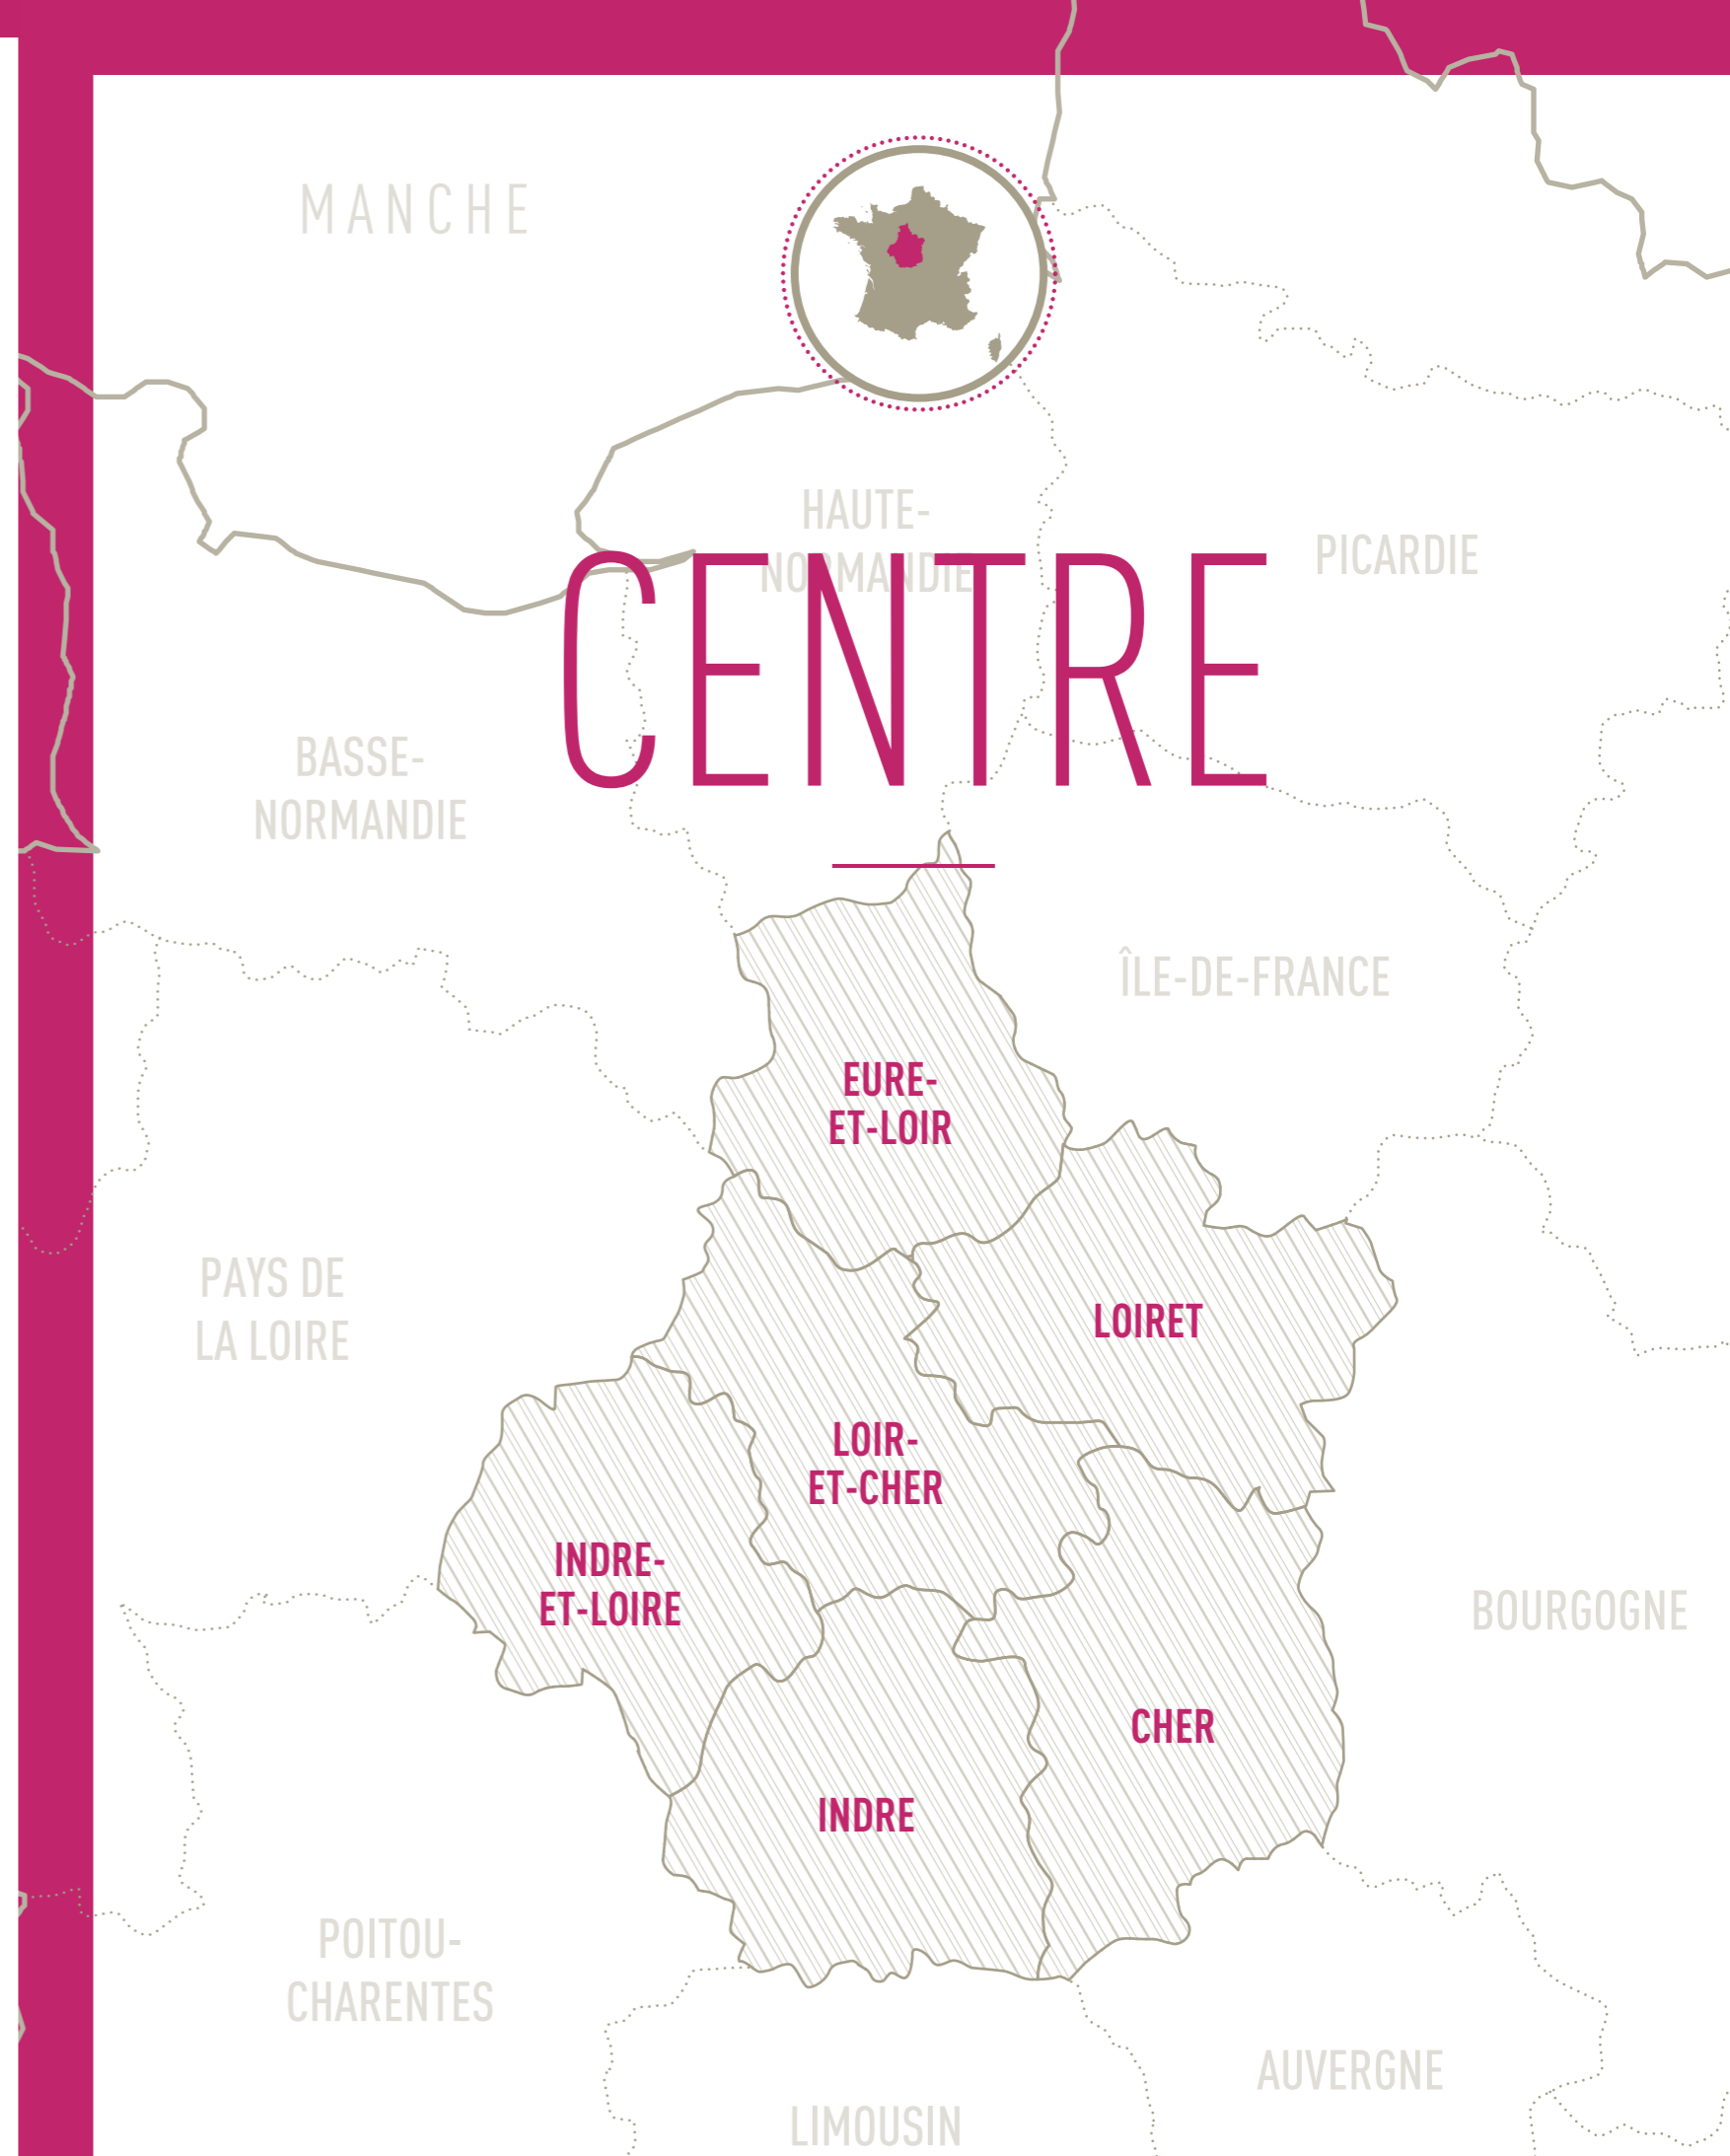 MANCHE
HAUTE-
NORMANDIE
PICARDIE
CENTRE
BASSE-
NORMANDIE
ÎLE-DE-FRANCE
EURE-
ET-LOIR
PAYS DE
LA LOIRE
LOIRET
LOIR-
ET-CHER
INDRE-
ET-LOIRE
BOURGOGNE
CHER
INDRE
POITOU-
CHARENTES
AUVERGNE
LIMOUSIN